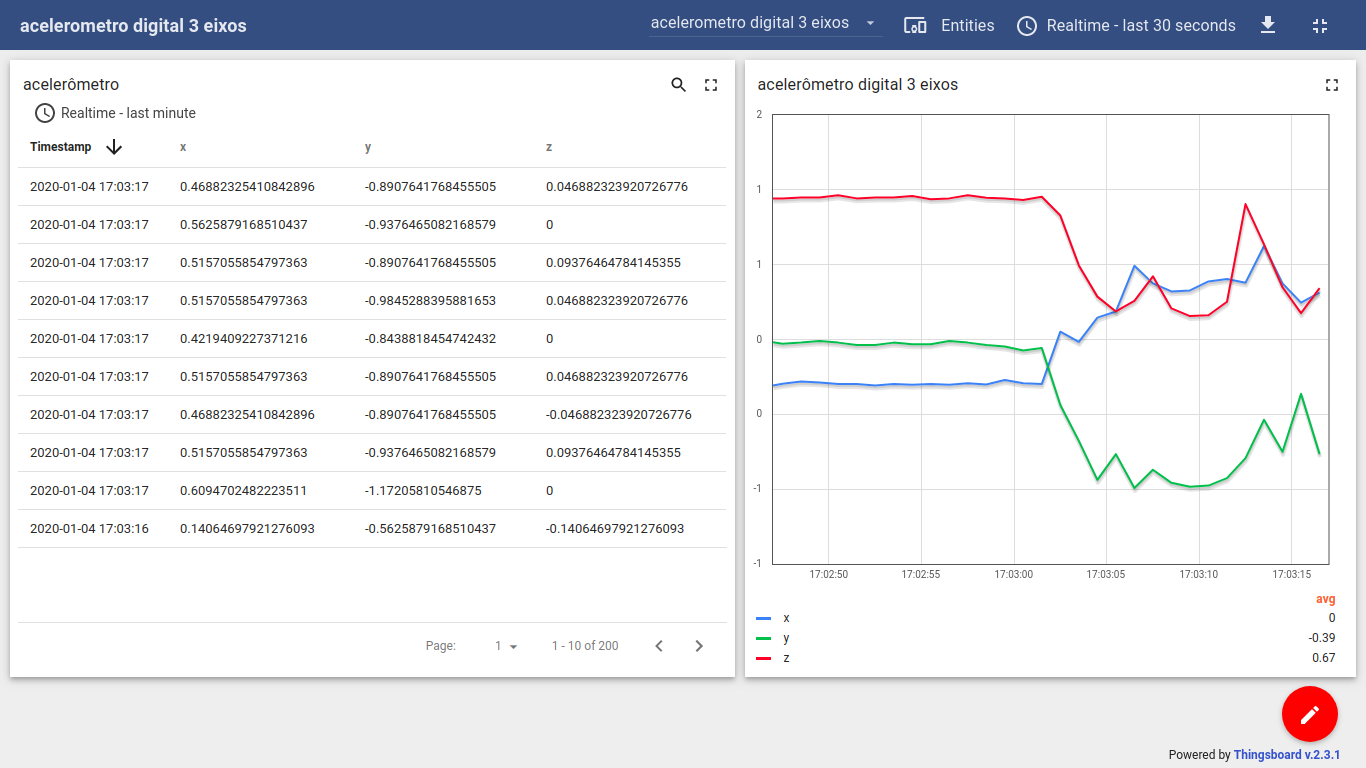 acelerometro digital 3 eixos
acelerometro digital 3 eixos
Entities
Realtime - last 30 seconds
acelerômetro
Realtime - last minute
Timestamp x y z
2020-01-04 17:03:17 0.46882325410842896 -0.8907641768455505 0.046882323920726776
2020-01-04 17:03:17 0.5625879168510437 -0.9376465082168579 0
2020-01-04 17:03:17 0.5157055854797363 -0.8907641768455505 0.09376464784145355
2020-01-04 17:03:17 0.5157055854797363 -0.9845288395881653 0.046882323920726776
2020-01-04 17:03:17 0.4219409227371216 -0.8438818454742432 0
2020-01-04 17:03:17 0.5157055854797363 -0.8907641768455505 0.046882323920726776
2020-01-04 17:03:17 0.46882325410842896 -0.8907641768455505 -0.046882323920726776
2020-01-04 17:03:17 0.5157055854797363 -0.9376465082168579 0.09376464784145355
2020-01-04 17:03:17 0.6094702482223511 -1.17205810546875 0
2020-01-04 17:03:16 0.14064697921276093 -0.5625879168510437 -0.14064697921276093
Page: 1 1 - 10 of 200
acelerômetro digital 3 eixos
2
1
1
0
0
-1
-1
17:02:50 17:02:55 17:03:00 17:03:05 17:03:10 17:03:15
avg
x 0
y -0.39
z 0.67
Powered by Thingsboard v.2.3.1